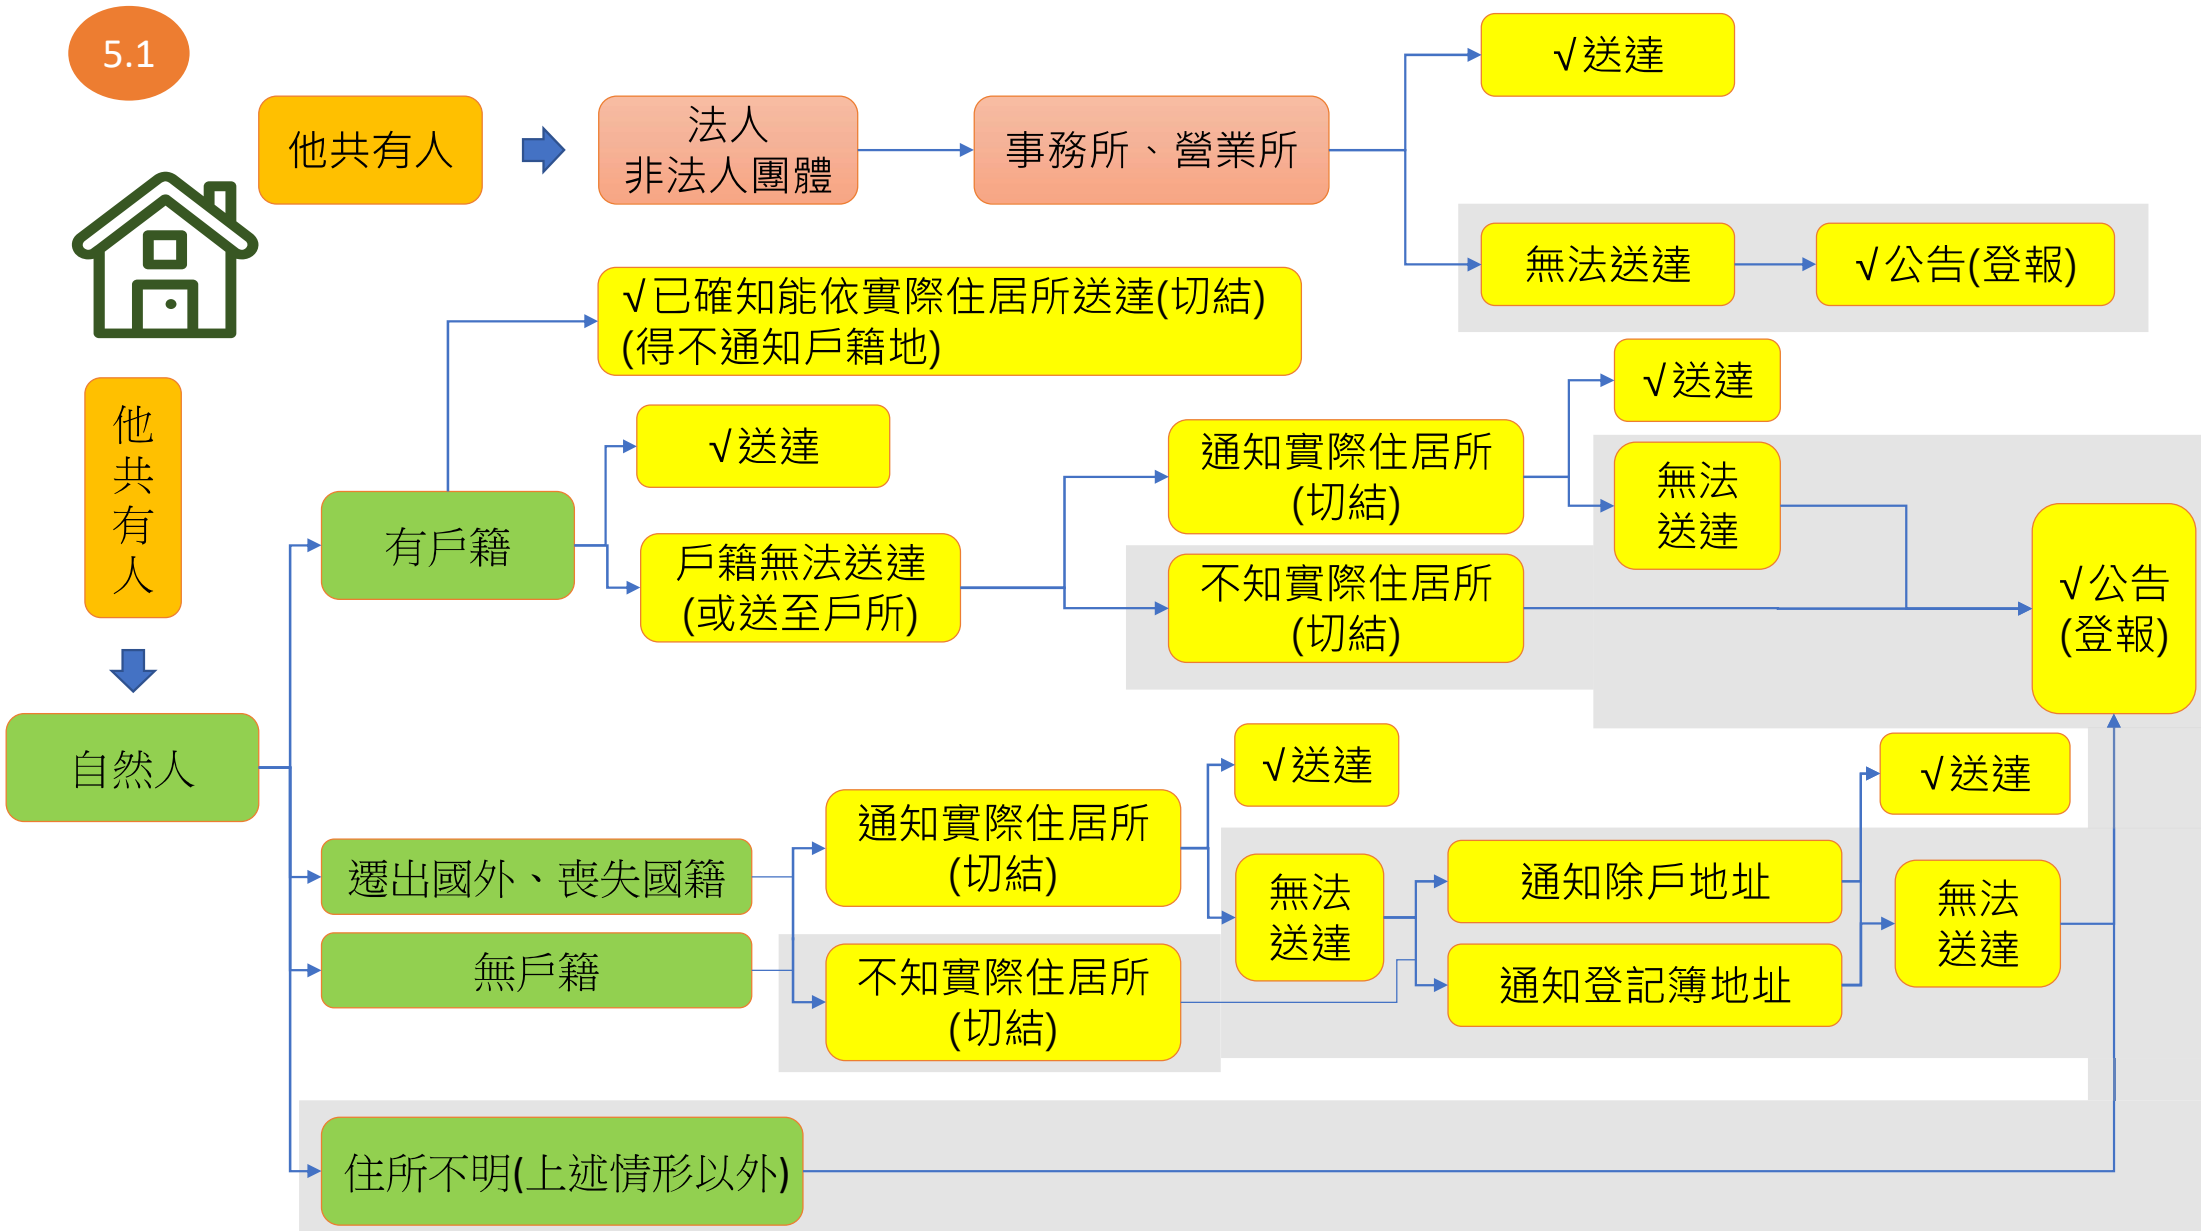 5.1
他共有人
法人
非法人團體
事務所、營業所
√送達
無法送達
√公告(登報)
√已確知能依實際住居所送達(切結)
(得不通知戶籍地)
他
共
有
人
自然人
有戶籍
√送達
戶籍無法送達
(或送至戶所)
通知實際住居所
(切結)
√送達
無法
送達
不知實際住居所
(切結)
√公告
(登報)
遷出國外、喪失國籍
無戶籍
通知實際住居所
(切結)
√送達
無法
送達
不知實際住居所
(切結)
通知除戶地址
通知登記簿地址
√送達
無法
送達
住所不明(上述情形以外)